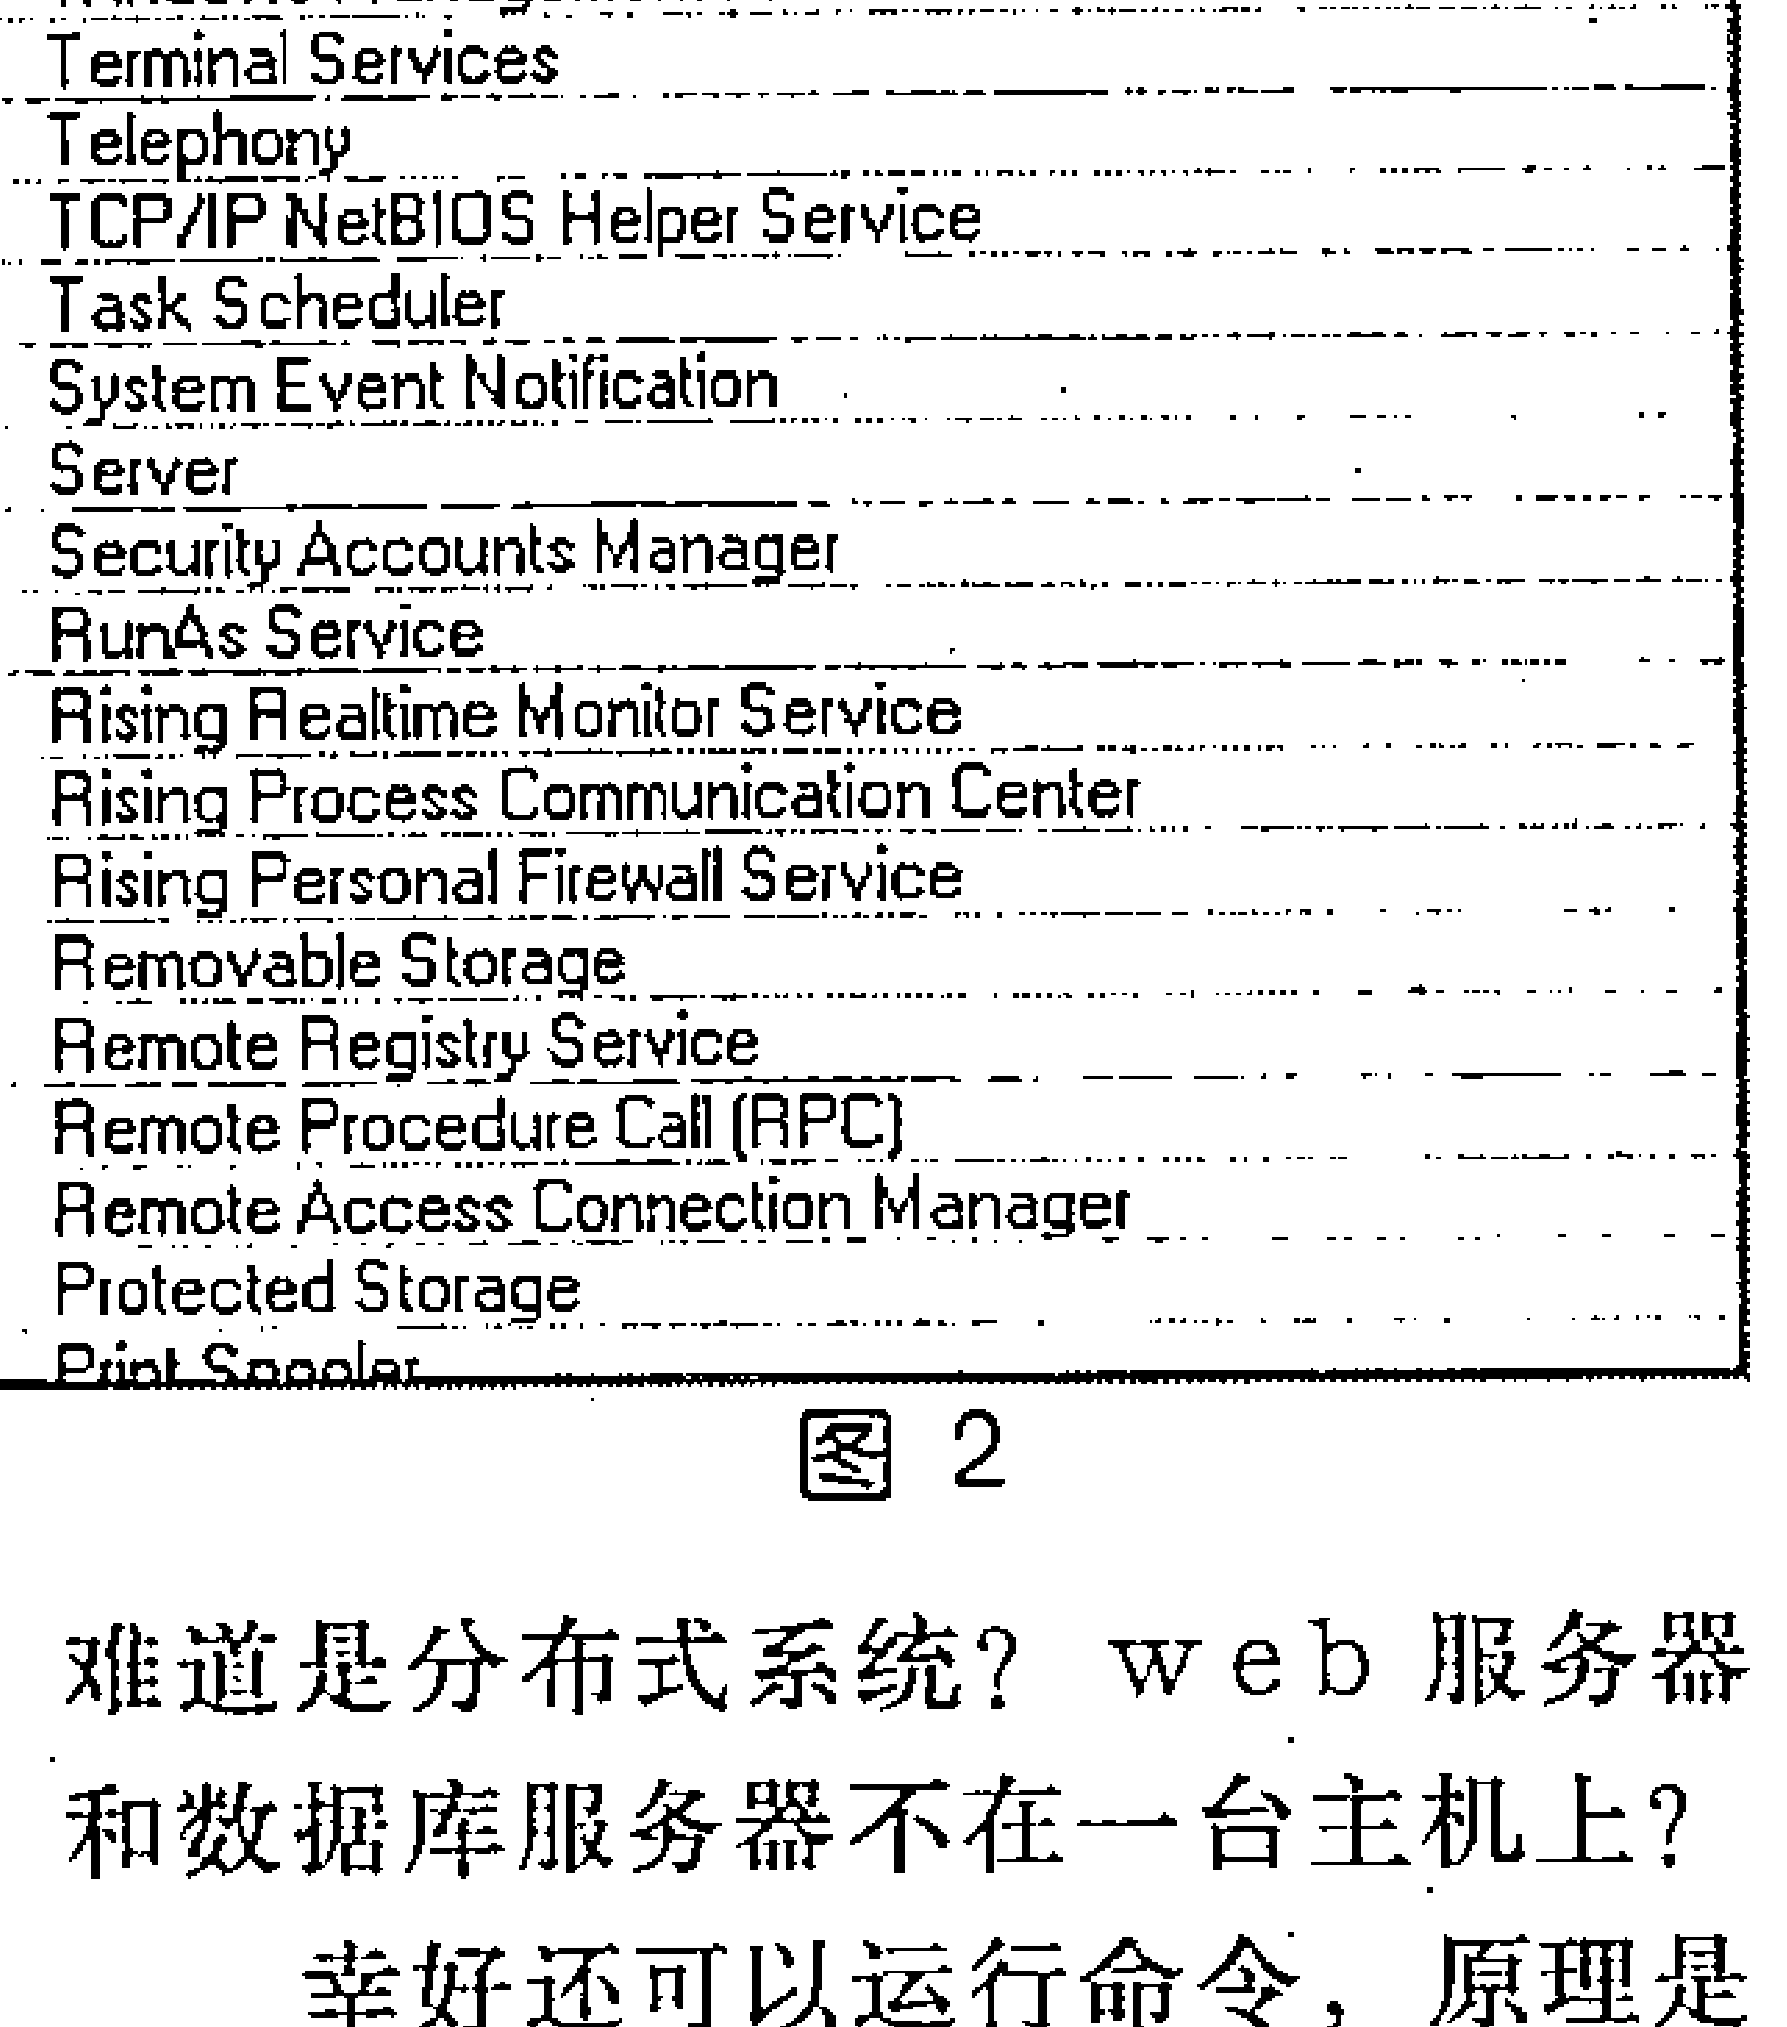 Terminal Services
Telephony
TCP/IP NetBIOS Helper Service
Task Scheduler
System Event Notification
Server
Security Accounts Manager
RunAs Service
Rising Realtime Monitor Service
Rising Process Communication Center
Rising Personal Firewall Service
Removable Storage
Remote Registry Service
Remote Procedure Call (RPC)
Remote Access Connection Manager
Protected Storage
Print Spooler
图 2
难道是分布式系统？ web 服务器
和数据库服务器不在一台主机上？
幸好还可以运行命令，原理是